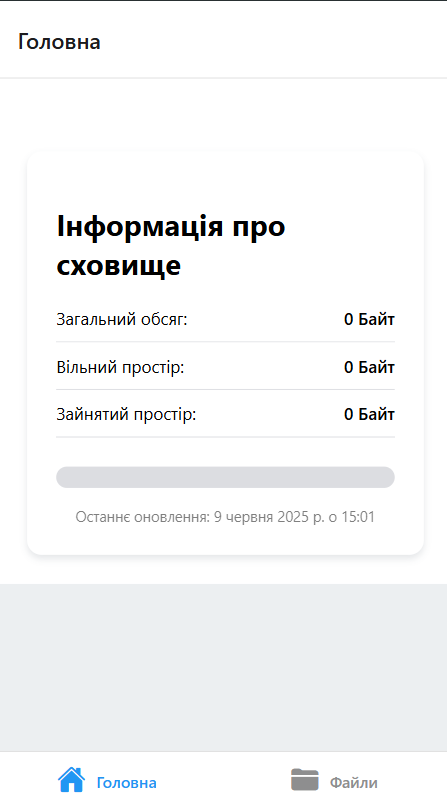 Головна
Інформація про
сховище
Загальний обсяг: 0 Байт
Вільний простір: 0 Байт
Зайнятий простір: 0 Байт
Останнє оновлення: 9 червня 2025 р. о 15:01
Головна Файли